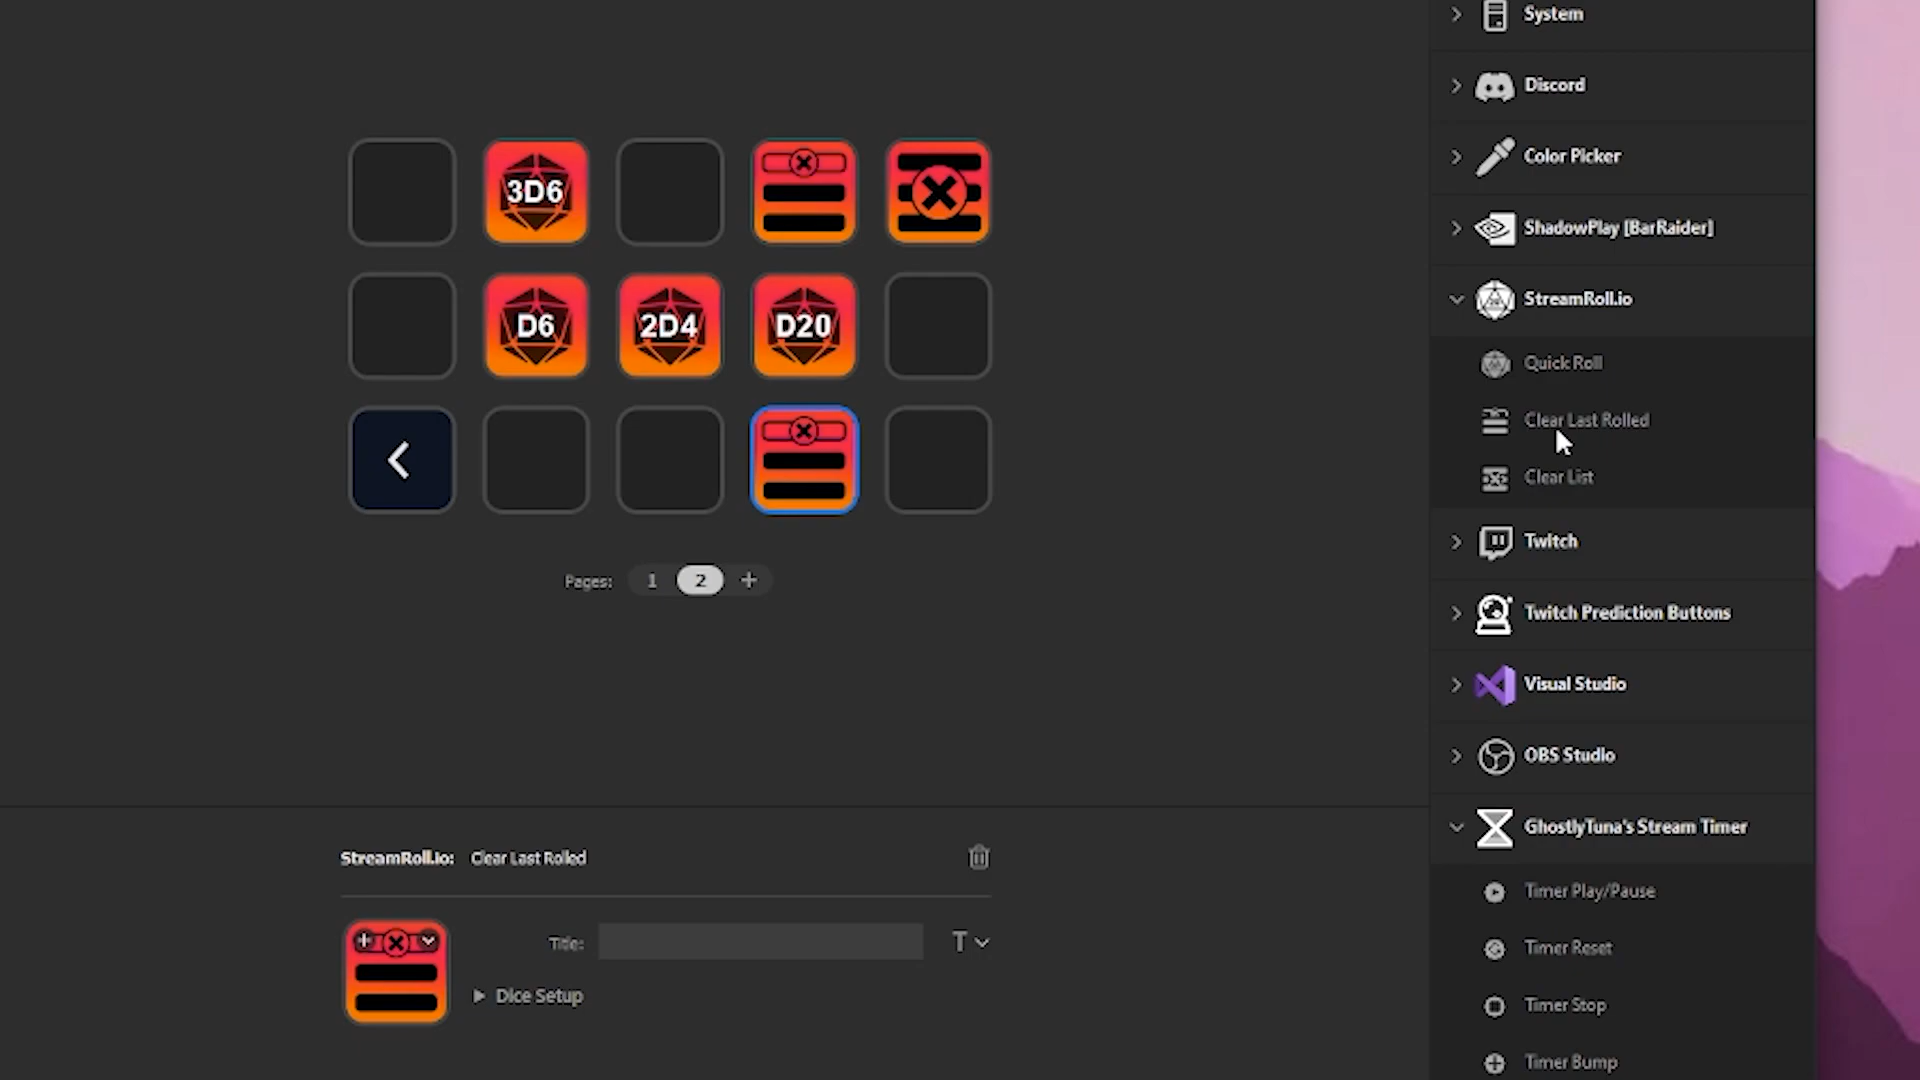 System
Discord
Color Picker
ShadowPlay [BarRaider]
StreamRoll.io
Quick Roll
Clear Last Rolled
Clear List
Twitch
Twitch Prediction Buttons
Visual Studio
OBS Studio
GhostlyTuna's Stream Timer
Timer Play/Pause
Timer Reset
Timer Stop
Timer Bump
3D6
D6 2D4 D20
Pages: 1 2 +
StreamRoll.io: Clear Last Rolled
Title: T
Dice Setup